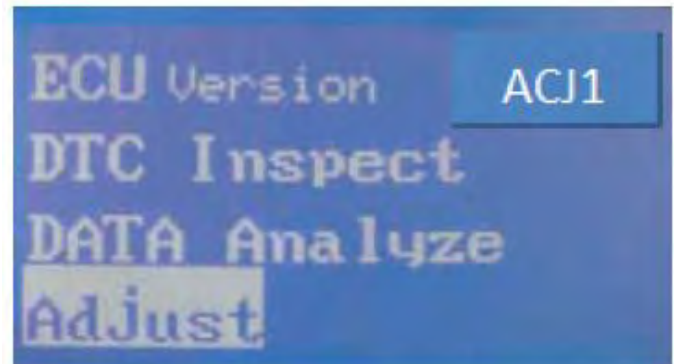 ECU Version ACJ1
DTC Inspect
DATA Analyze
Adjust